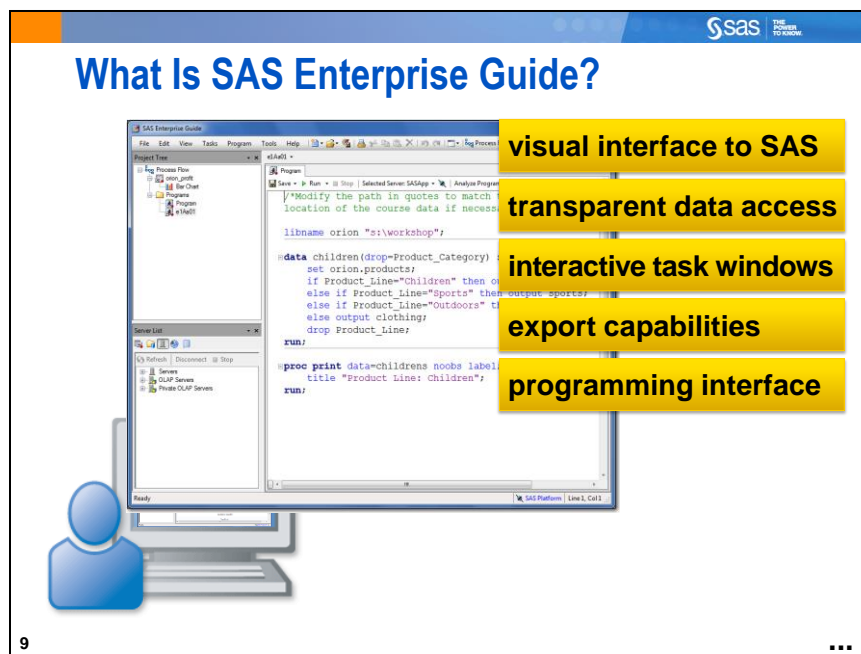 sas THE POWER TO KNOW.
What Is SAS Enterprise Guide?
SAS Enterprise Guide
File Edit View Tasks Program Tools Help Process
Project Tree
e1Aa01
Process Flow
orion_profit
Bar Chart
Programs
Program
e1Aa01
Program
Save Run Stop Selected Server: SASApp Analyze Program
/*Modify the path in quotes to match
location of the course data if necess
libname orion "s:\workshop";
data children(drop=Product_Category)
set orion.products;
if Product_Line="Children" then
else if Product_Line="Sports" then output sports;
else if Product_Line="Outdoors"
else output clothing;
drop Product_Line;
run;
proc print data=childrens noobs label
title "Product Line: Children";
run;
Server List
Refresh Disconnect Stop
Servers
OLAP Servers
Private OLAP Servers
Ready
SAS Platform Line 1, Col 1
visual interface to SAS
transparent data access
interactive task windows
export capabilities
programming interface
9
...